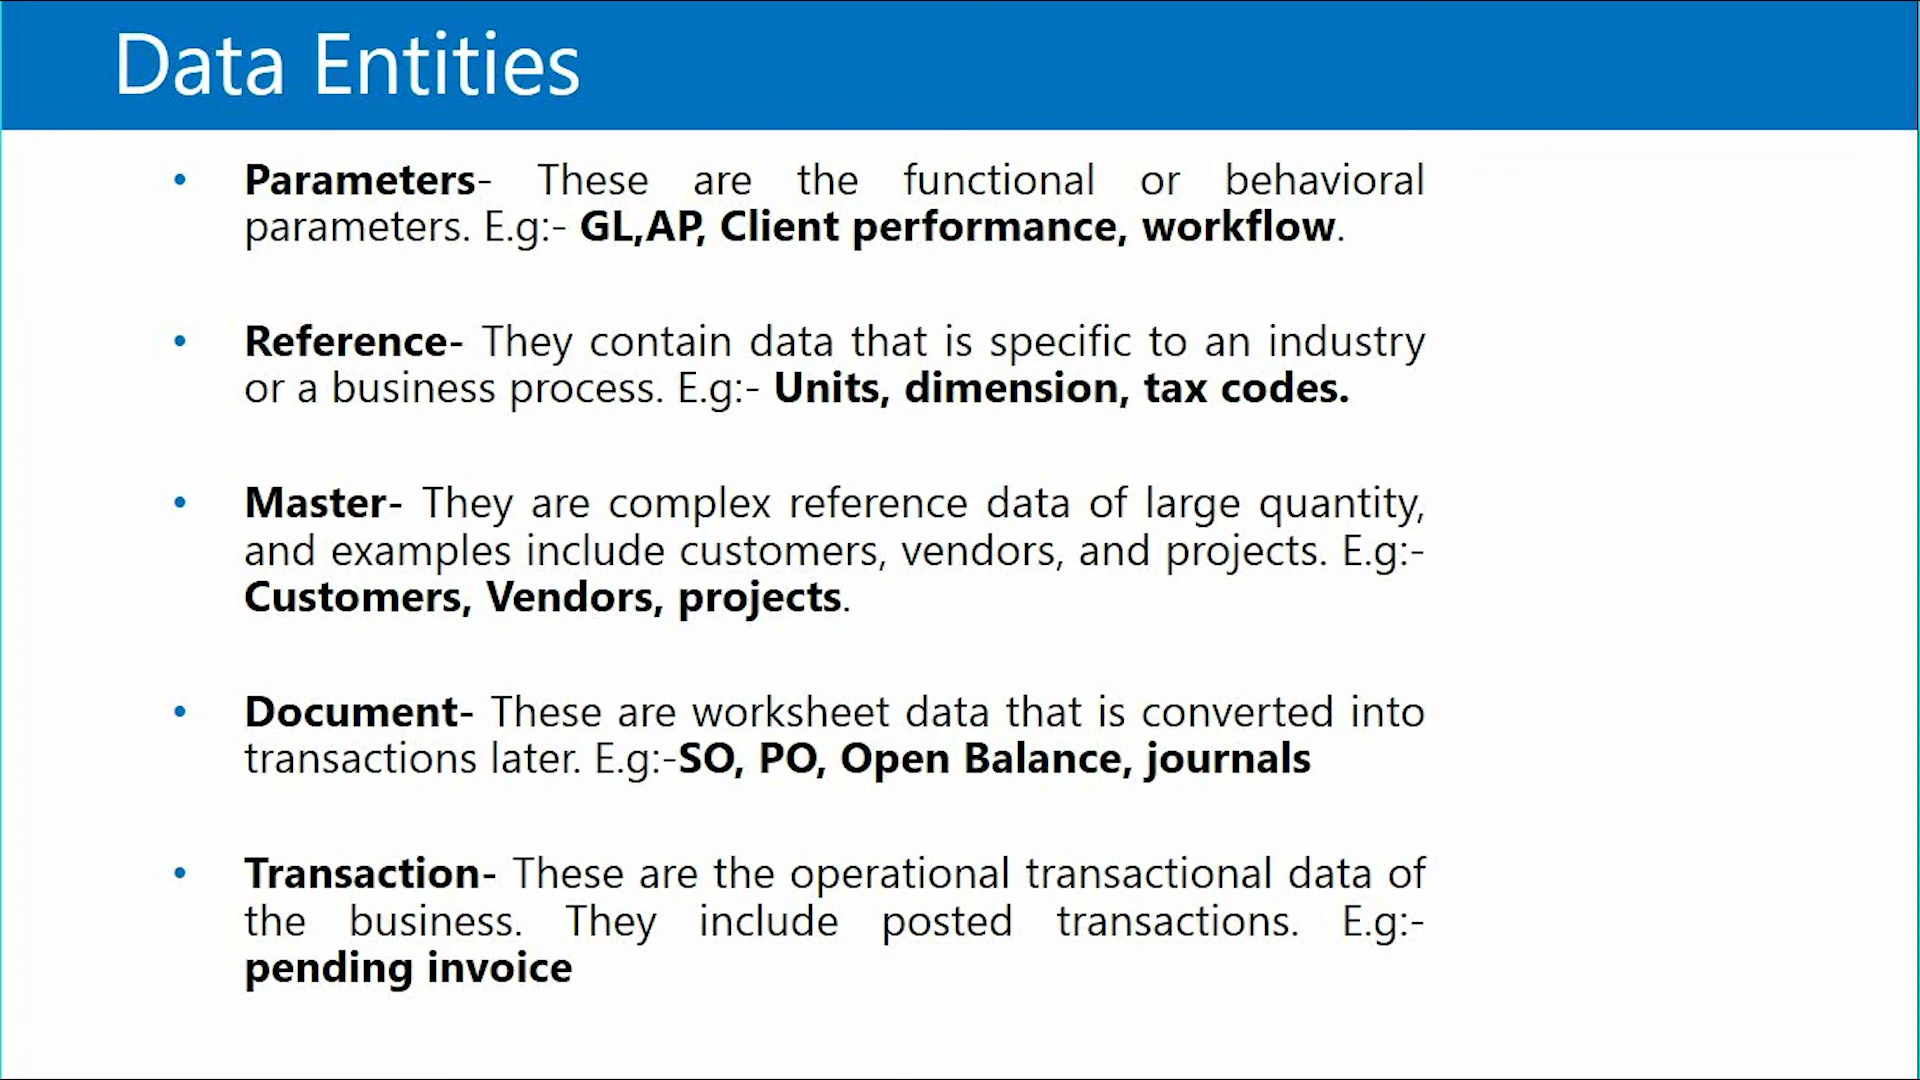 Data Entities
• Parameters- These are the functional or behavioral
parameters. E.g:- GL,AP, Client performance, workflow.
• Reference- They contain data that is specific to an industry
or a business process. E.g:- Units, dimension, tax codes.
• Master- They are complex reference data of large quantity,
and examples include customers, vendors, and projects. E.g:-
Customers, Vendors, projects.
• Document- These are worksheet data that is converted into
transactions later. E.g:-SO, PO, Open Balance, journals
• Transaction- These are the operational transactional data of
the business. They include posted transactions. E.g:-
pending invoice